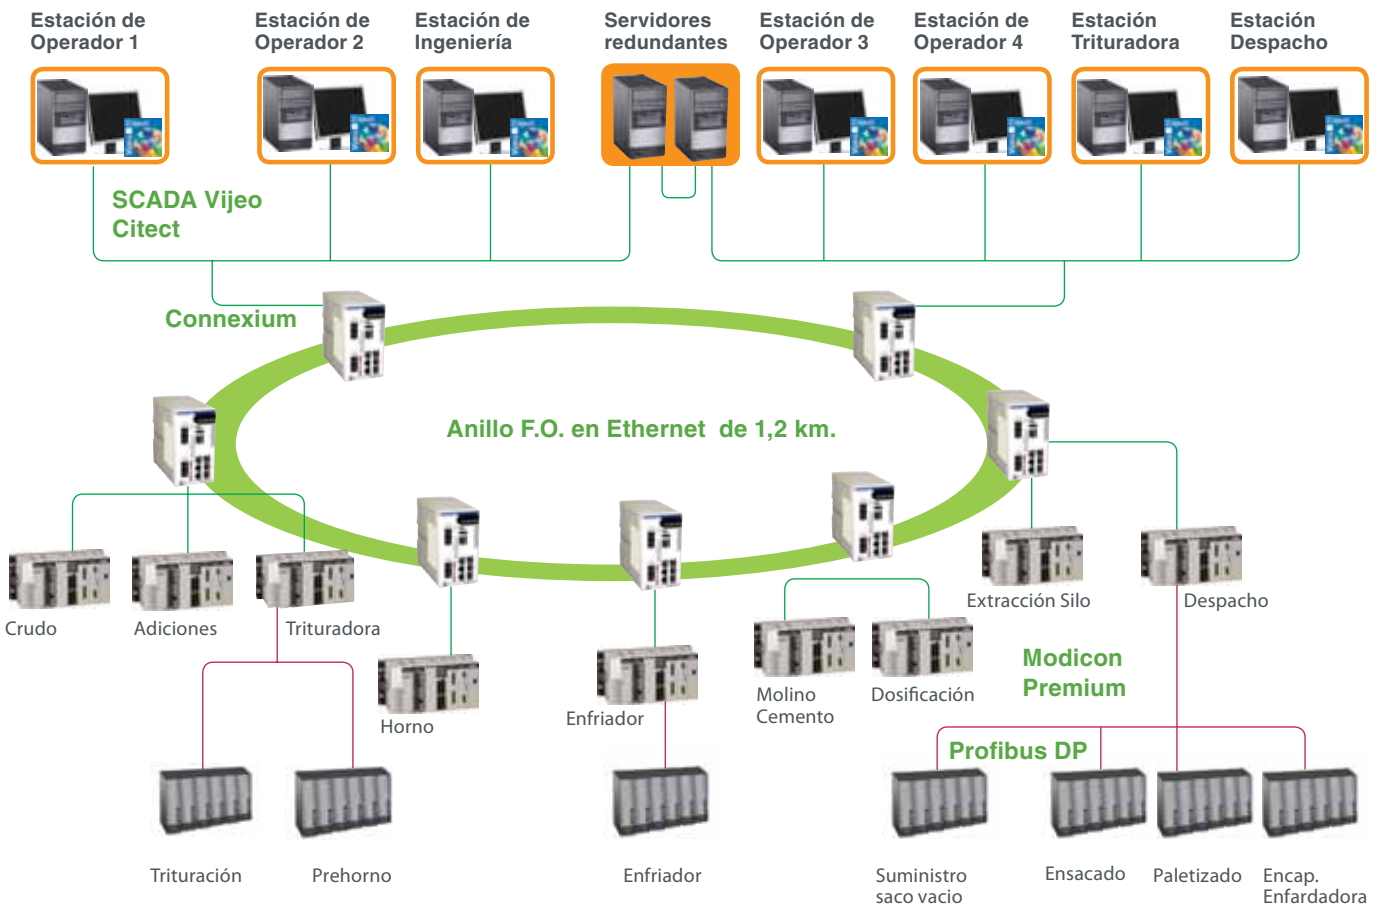 Estación de
Operador 1
Estación de
Operador 2
Estación de
Ingeniería
Servidores
redundantes
Estación de
Operador 3
Estación de
Operador 4
Estación
Trituradora
Estación
Despacho
SCADA Vijeo
Citect
Connexium
Anillo F.O. en Ethernet de 1,2 km.
Crudo
Adiciones
Trituradora
Horno
Enfriador
Molino
Cemento
Dosificación
Extracción Silo
Despacho
Modicon
Premium
Profibus DP
Trituración
Prehorno
Enfriador
Suministro
saco vacio
Ensacado
Paletizado
Encap.
Enfardadora